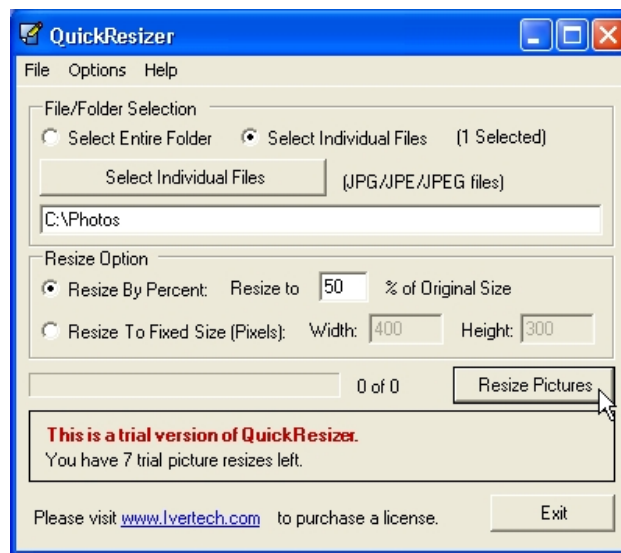 QuickResizer
File Options Help
File/Folder Selection
Select Entire Folder Select Individual Files (1 Selected)
Select Individual Files (JPG/JPE/JPEG files)
C:\Photos
Resize Option
Resize By Percent: Resize to 50 % of Original Size
Resize To Fixed Size (Pixels): Width: 400 Height: 300
0 of 0 Resize Pictures
This is a trial version of QuickResizer.
You have 7 trial picture resizes left.
Please visit www.lvertech.com to purchase a license. Exit